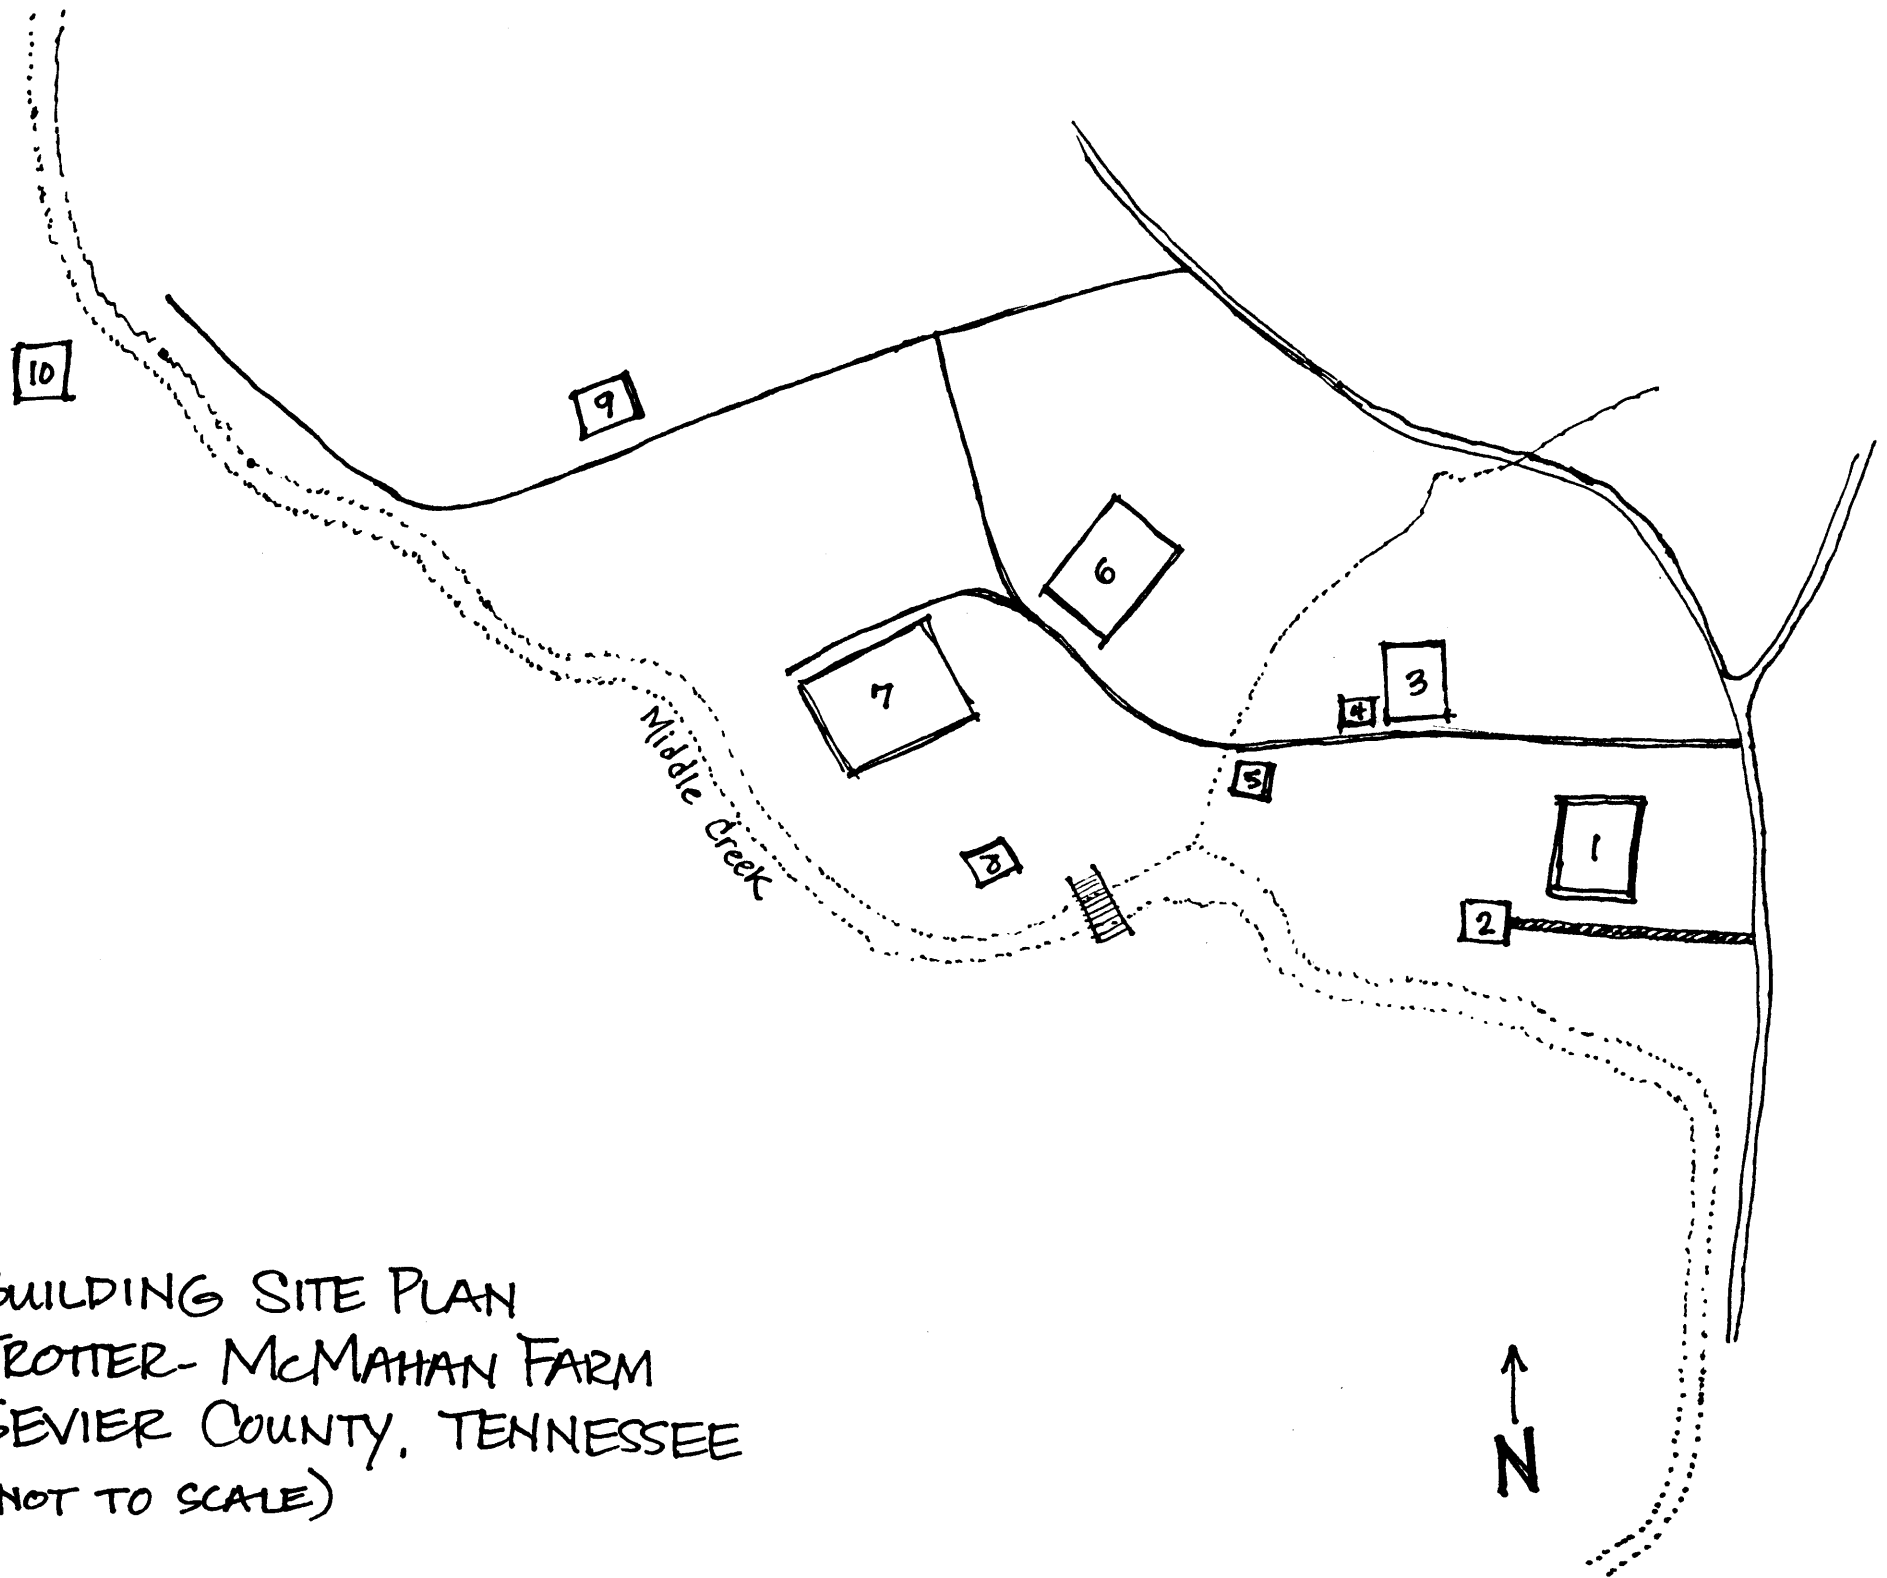 10
9
6
7
3
4
5
Middle Creek
1
8
2
UILDING SITE PLAN
TROTTER-MCMAHAN FARM
SEVIER COUNTY, TENNESSEE
NOT TO SCALE)
N